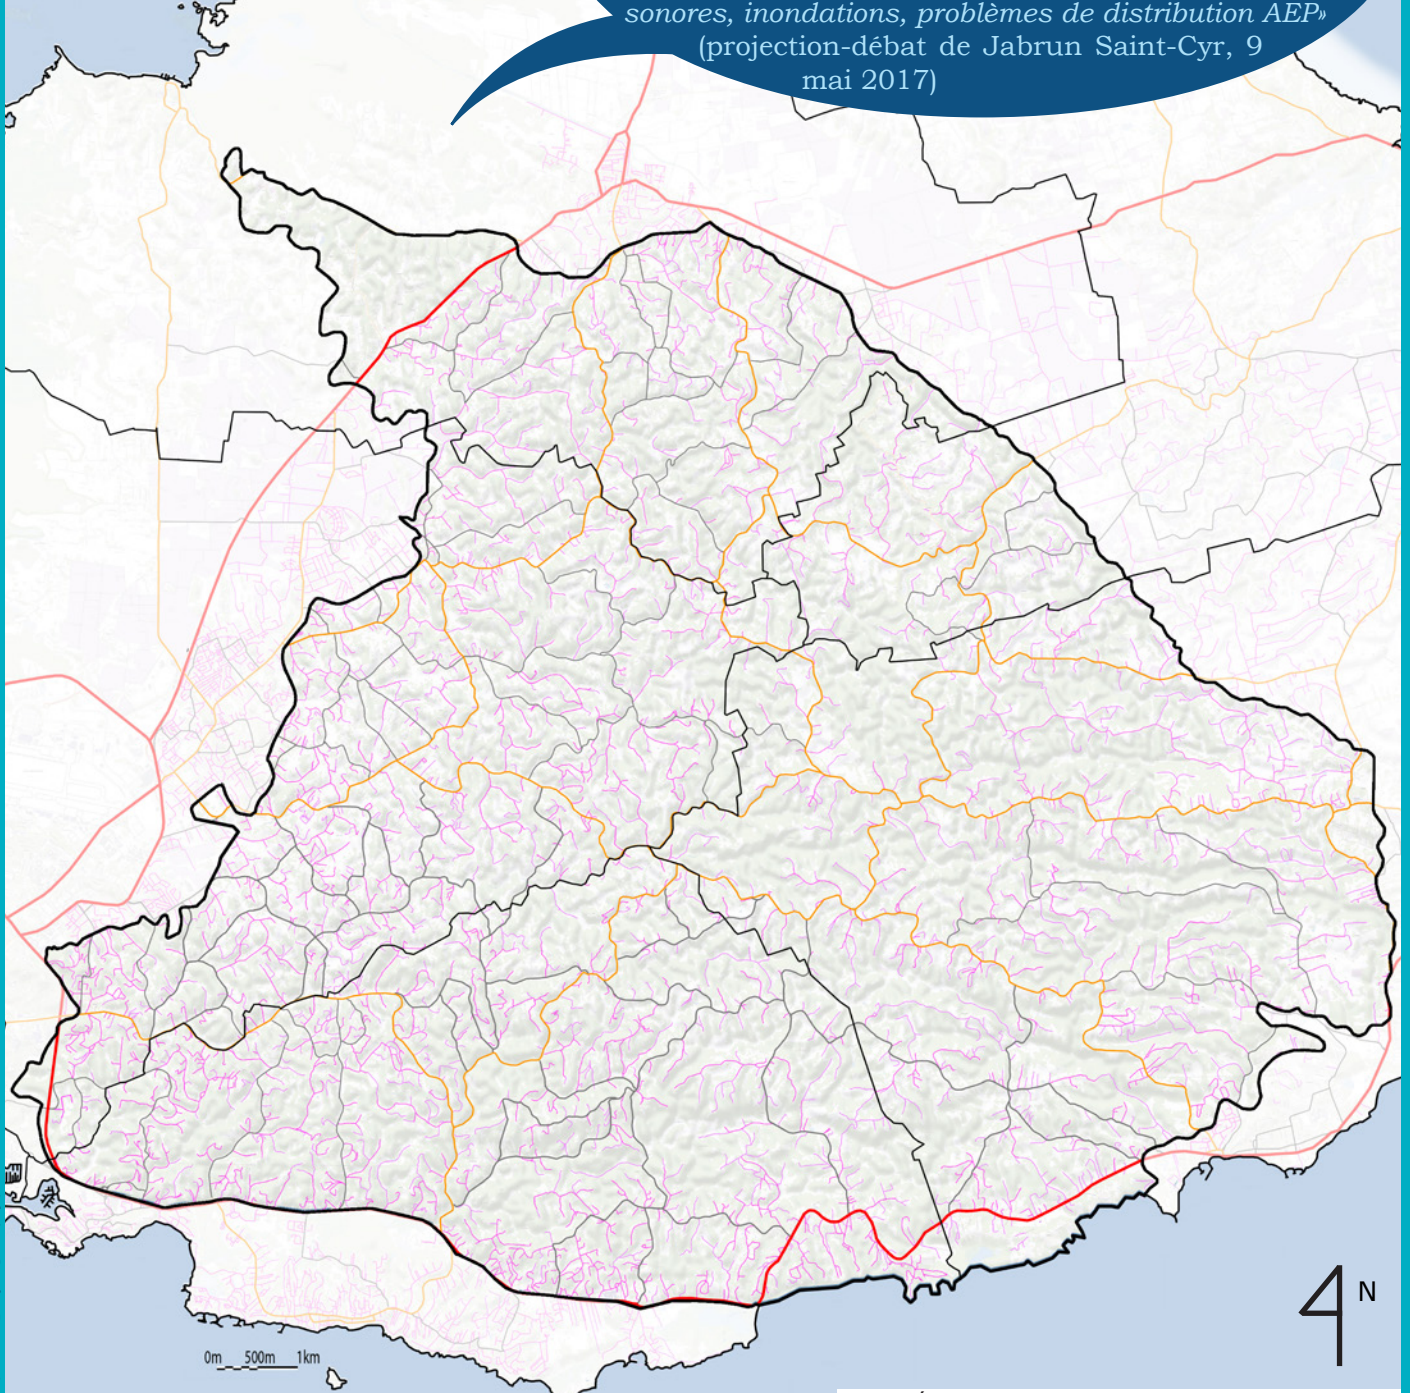 sonores, inondations, problèmes de distribution AEP»
(projection-débat de Jabrun Saint-Cyr, 9
mai 2017)
N
0m 500m 1km